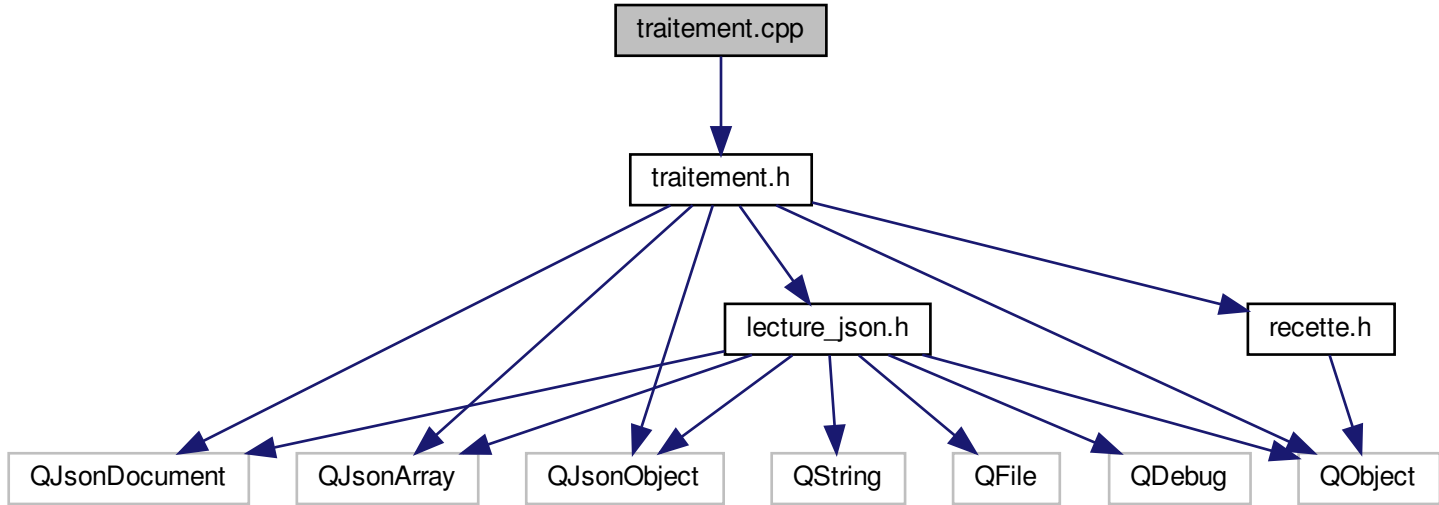 traitement.cpp
traitement.h
lecture_json.h
recette.h
QJsonDocument
QJsonArray
QJsonObject
QString
QFile
QDebug
QObject